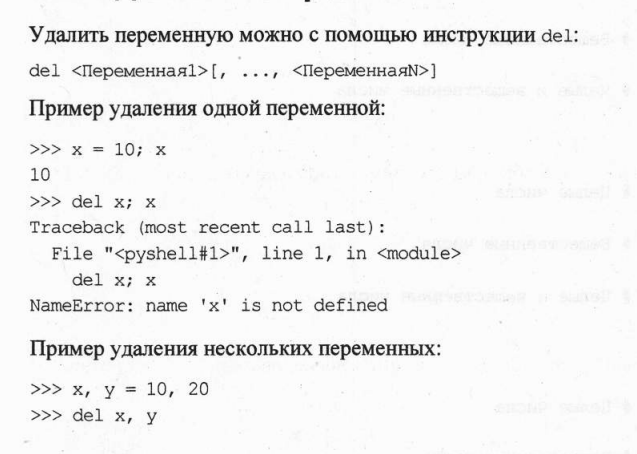 Удалить переменную можно с помощью инструкции del:
del <Переменная1>[, ..., <ПеременнаяN>]
Пример удаления одной переменной:
>>> x = 10; x
10
>>> del x; x
Traceback (most recent call last):
  File "<pyshell#1>", line 1, in <module>
    del x; x
NameError: name 'x' is not defined
Пример удаления нескольких переменных:
>>> x, y = 10, 20
>>> del x, y